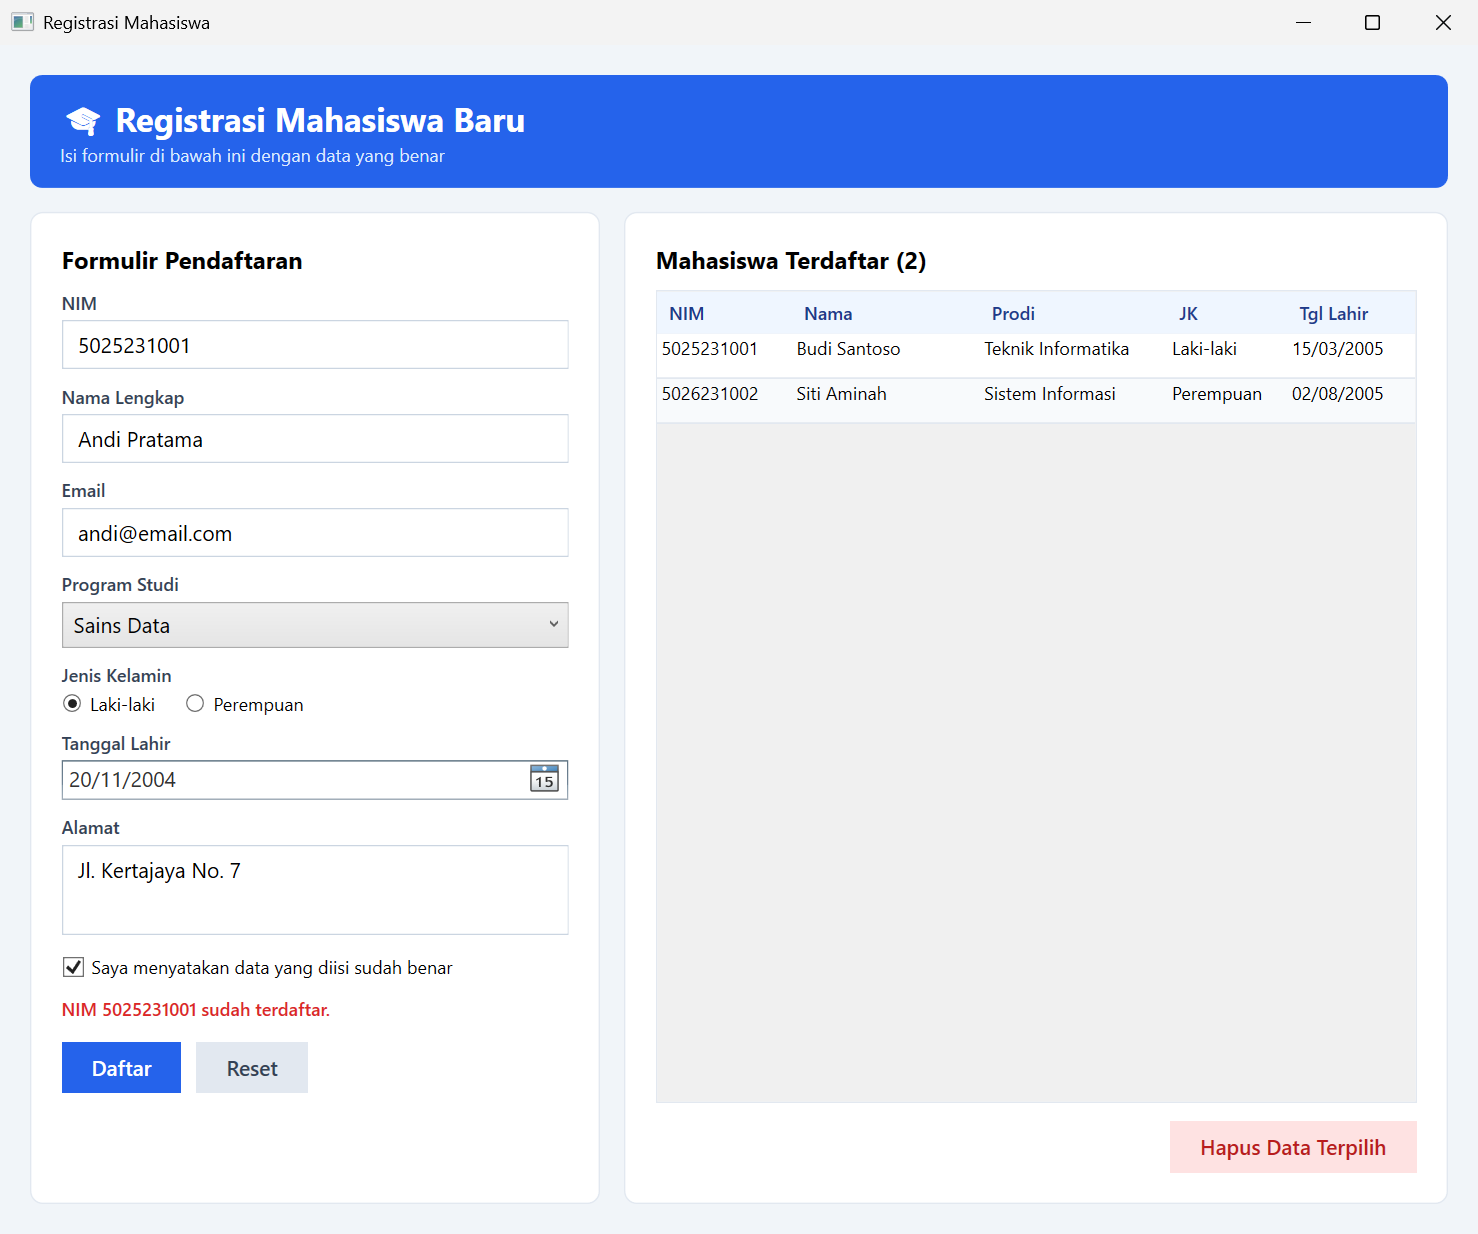 Registrasi Mahasiswa
Registrasi Mahasiswa Baru
Isi formulir di bawah ini dengan data yang benar
Formulir Pendaftaran
NIM
5025231001
Nama Lengkap
Andi Pratama
Email
andi@email.com
Program Studi
Sains Data
Jenis Kelamin
Laki-laki Perempuan
Tanggal Lahir
20/11/2004 15
Alamat
Jl. Kertajaya No. 7
Saya menyatakan data yang diisi sudah benar
NIM 5025231001 sudah terdaftar.
Daftar Reset
Mahasiswa Terdaftar (2)
NIM Nama Prodi JK Tgl Lahir
5025231001 Budi Santoso Teknik Informatika Laki-laki 15/03/2005
5026231002 Siti Aminah Sistem Informasi Perempuan 02/08/2005
Hapus Data Terpilih